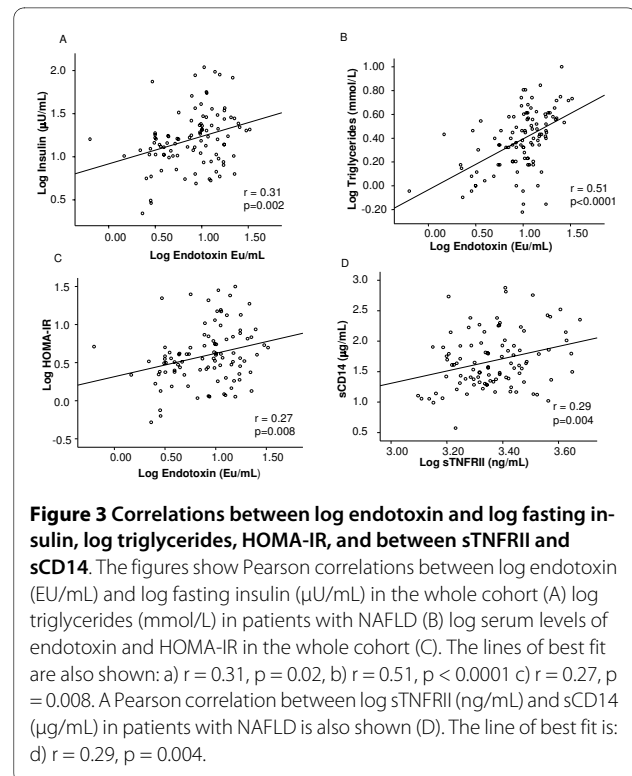 A
Log Insulin (µU/mL)
2.0
1.5
1.0
0.5
r = 0.31
p=0.002
0.00 0.50 1.00 1.50
Log Endotoxin Eu/mL
B
Log Triglycerides (mmol/L)
1.00
0.80
0.60
0.40
0.20
0.00
-0.20
r = 0.51
p<0.0001
0.00 0.50 1.00 1.50
Log Endotoxin (Eu/mL)
C
Log HOMA-IR
1.5
1.0
0.5
0.0
-0.5
r = 0.27
p=0.008
0.00 0.50 1.00 1.50
Log Endotoxin (Eu/mL)
D
sCD14 (µg/mL)
3.0
2.5
2.0
1.5
1.0
0.5
r = 0.29
p=0.004
3.00 3.20 3.40 3.60
Log sTNFRII (ng/mL)
Figure 3 Correlations between log endotoxin and log fasting in-
sulin, log triglycerides, HOMA-IR, and between sTNFRII and
sCD14. The figures show Pearson correlations between log endotoxin
(EU/mL) and log fasting insulin (µU/mL) in the whole cohort (A) log
triglycerides (mmol/L) in patients with NAFLD (B) log serum levels of
endotoxin and HOMA-IR in the whole cohort (C). The lines of best fit
are also shown: a) r = 0.31, p = 0.02, b) r = 0.51, p < 0.0001 c) r = 0.27, p
= 0.008. A Pearson correlation between log sTNFRII (ng/mL) and sCD14
(µg/mL) in patients with NAFLD is also shown (D). The line of best fit is:
d) r = 0.29, p = 0.004.